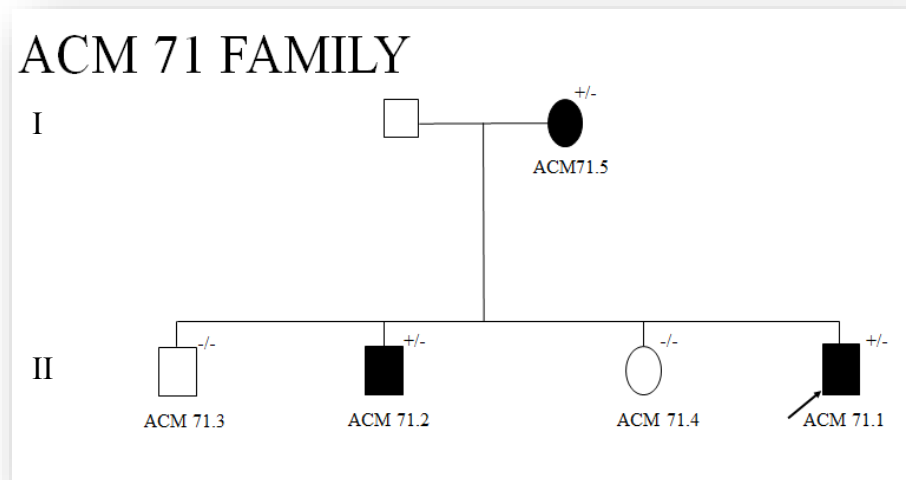 ACM 71 FAMILY
I
+/-
ACM71.5
-/-
+/-
-/-
+/-
II
ACM 71.3
ACM 71.2
ACM 71.4
ACM 71.1